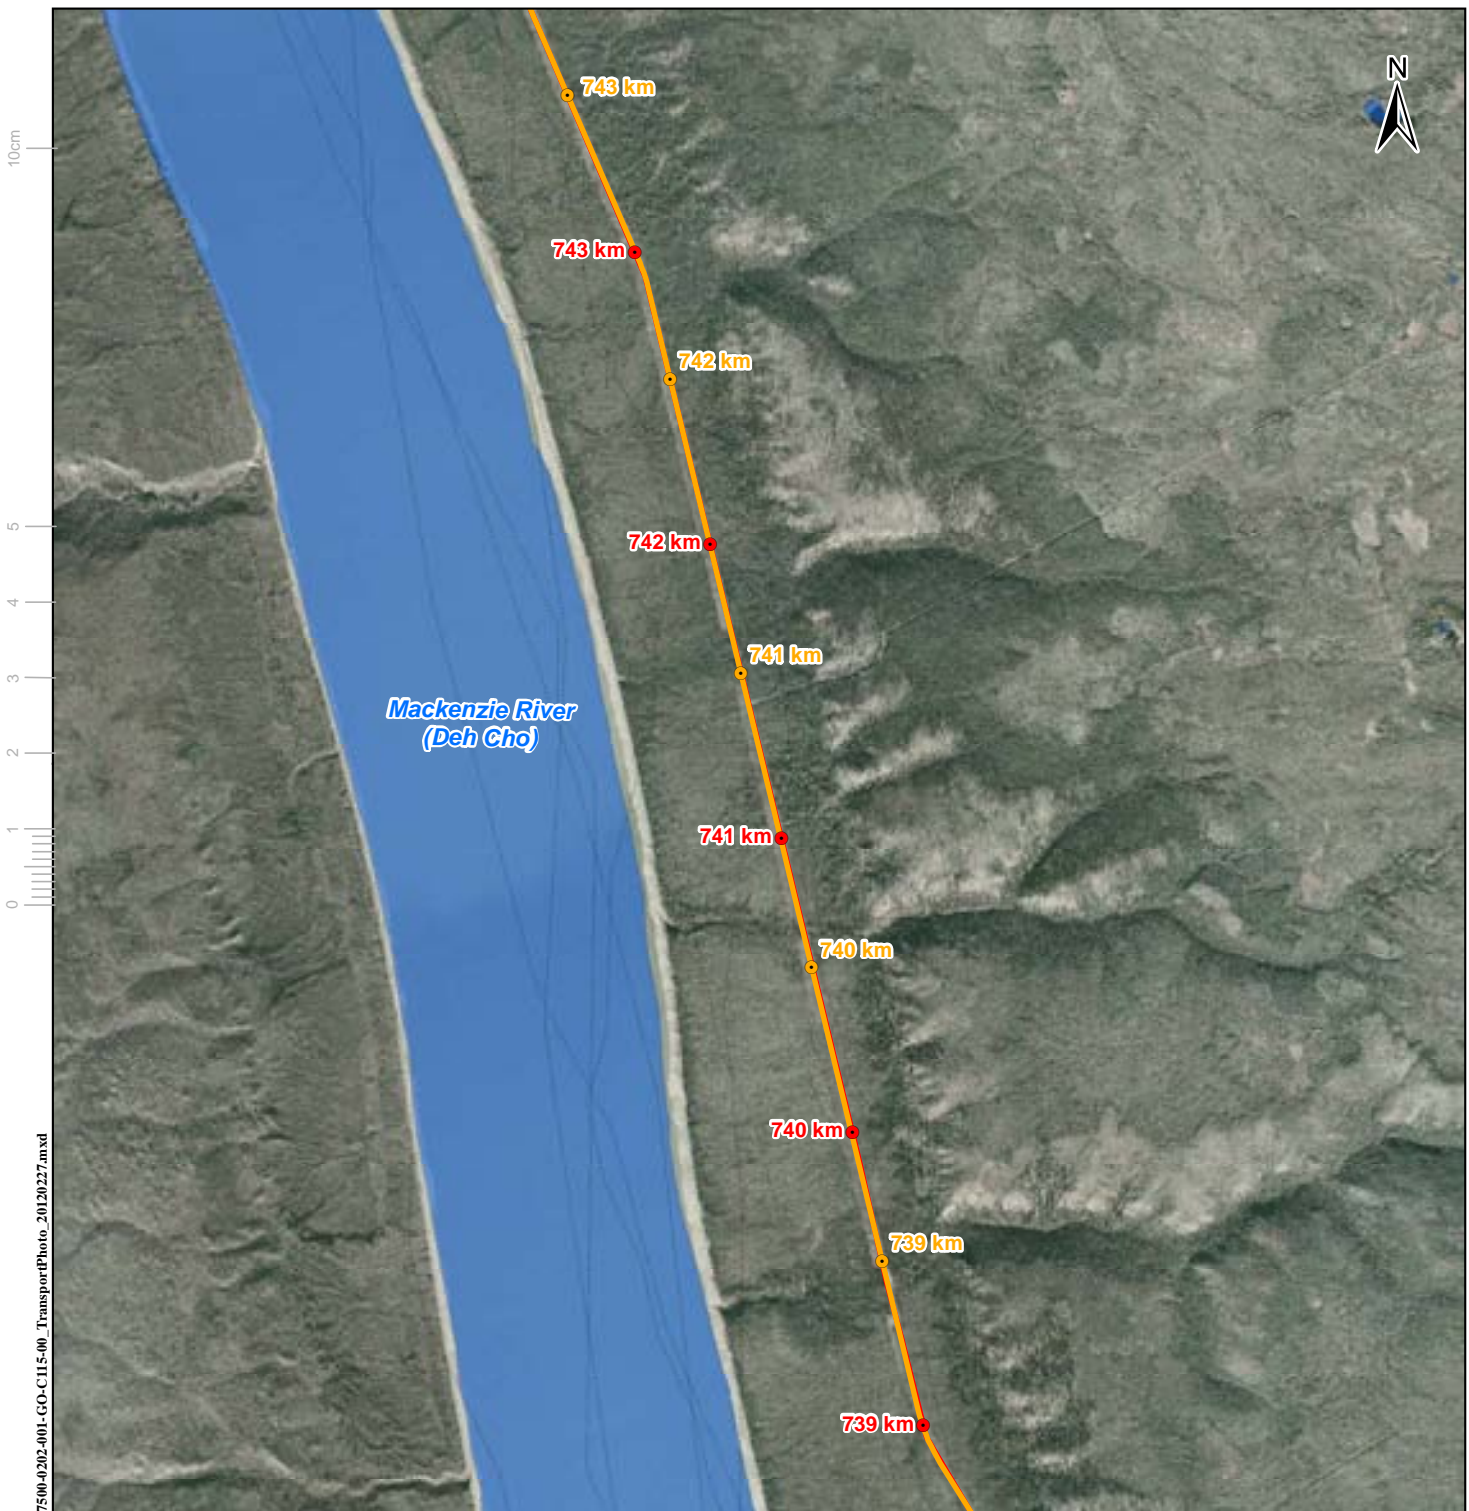 N
743 km
10cm
743 km
742 km
5
742 km
4
741 km
3
Mackenzie River
(Deh Cho)
2
1
741 km
0
740 km
740 km
739 km
739 km
7500-0202-001-GO-C115-00_TransportPhoto_20120227.mxd